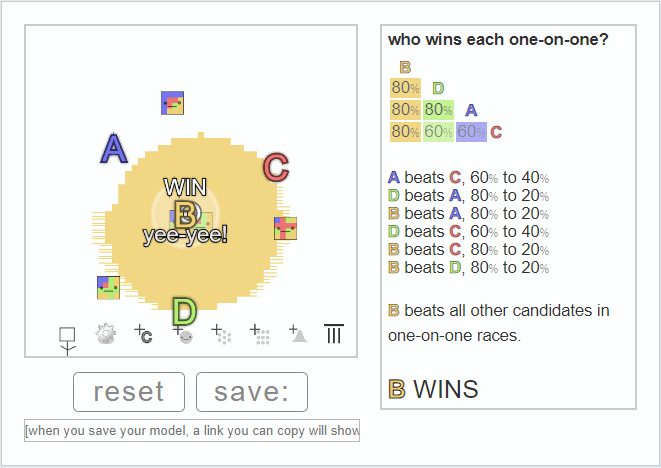 who wins each one-on-one?
B
80% D
80% 80% A
80% 60% 60% C
A beats C, 60% to 40%
D beats A, 80% to 20%
B beats A, 80% to 20%
D beats C, 60% to 40%
B beats C, 80% to 20%
B beats D, 80% to 20%
B beats all other candidates in
one-on-one races.
B WINS
A
C
WIN
B
yee-yee!
D
+C
+
+
+
+
reset
save:
[when you save your model, a link you can copy will show